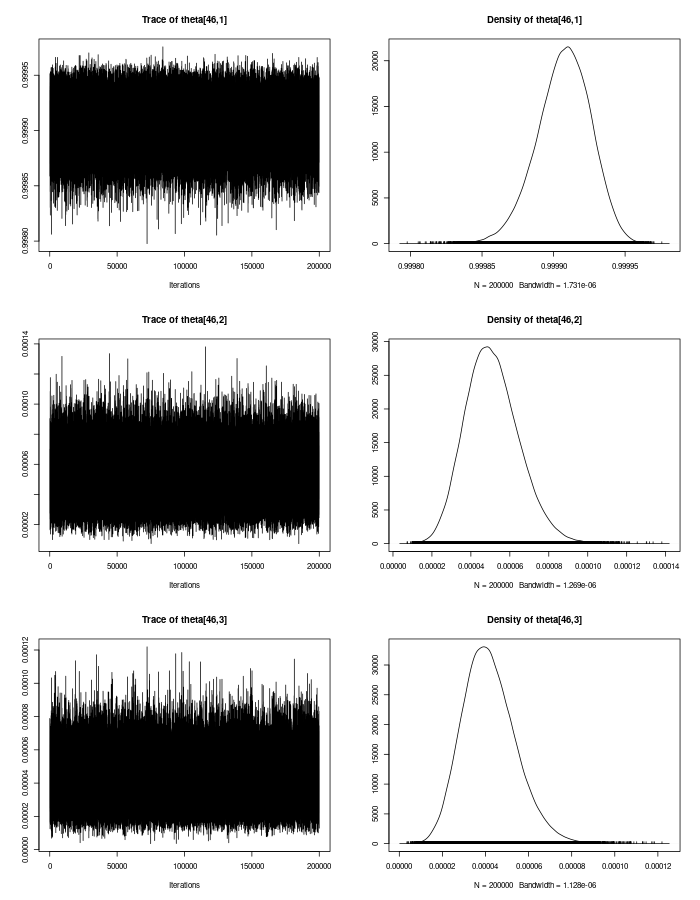 Trace of theta[46,1]
0.99980 0.99985 0.99990 0.99995
0 50000 100000 150000 200000
Iterations
Density of theta[46,1]
0 5000 10000 15000 20000
0.99980 0.99985 0.99990 0.99995
N = 200000 Bandwidth = 1.731e-06
Trace of theta[46,2]
0.00002 0.00006 0.00010 0.00014
0 50000 100000 150000 200000
Iterations
Density of theta[46,2]
0 5000 10000 15000 20000 25000 30000
0.00000 0.00002 0.00004 0.00006 0.00008 0.00010 0.00012 0.00014
N = 200000 Bandwidth = 1.269e-06
Trace of theta[46,3]
0.00000 0.00002 0.00004 0.00006 0.00008 0.00010 0.00012
0 50000 100000 150000 200000
Iterations
Density of theta[46,3]
0 5000 10000 15000 20000 25000 30000
0.00000 0.00002 0.00004 0.00006 0.00008 0.00010 0.00012
N = 200000 Bandwidth = 1.128e-06